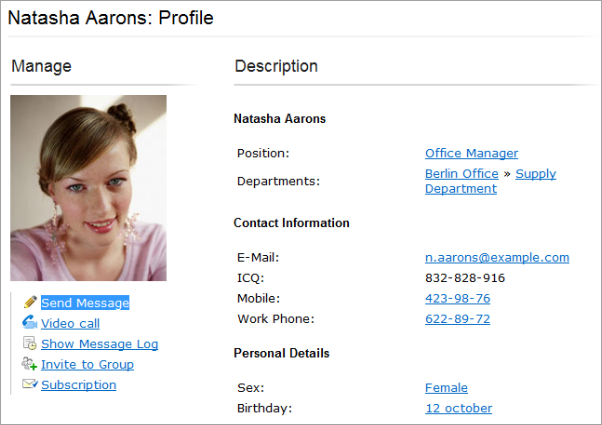 Natasha Aarons: Profile
Manage
Description
Natasha Aarons
Position: Office Manager
Departments: Berlin Office » Supply
Department
Contact Information
E-Mail: n.aarons@example.com
ICQ: 832-828-916
Mobile: 423-98-76
Work Phone: 622-89-72
Personal Details
Sex: Female
Birthday: 12 october
Send Message
Video call
Show Message Log
Invite to Group
Subscription